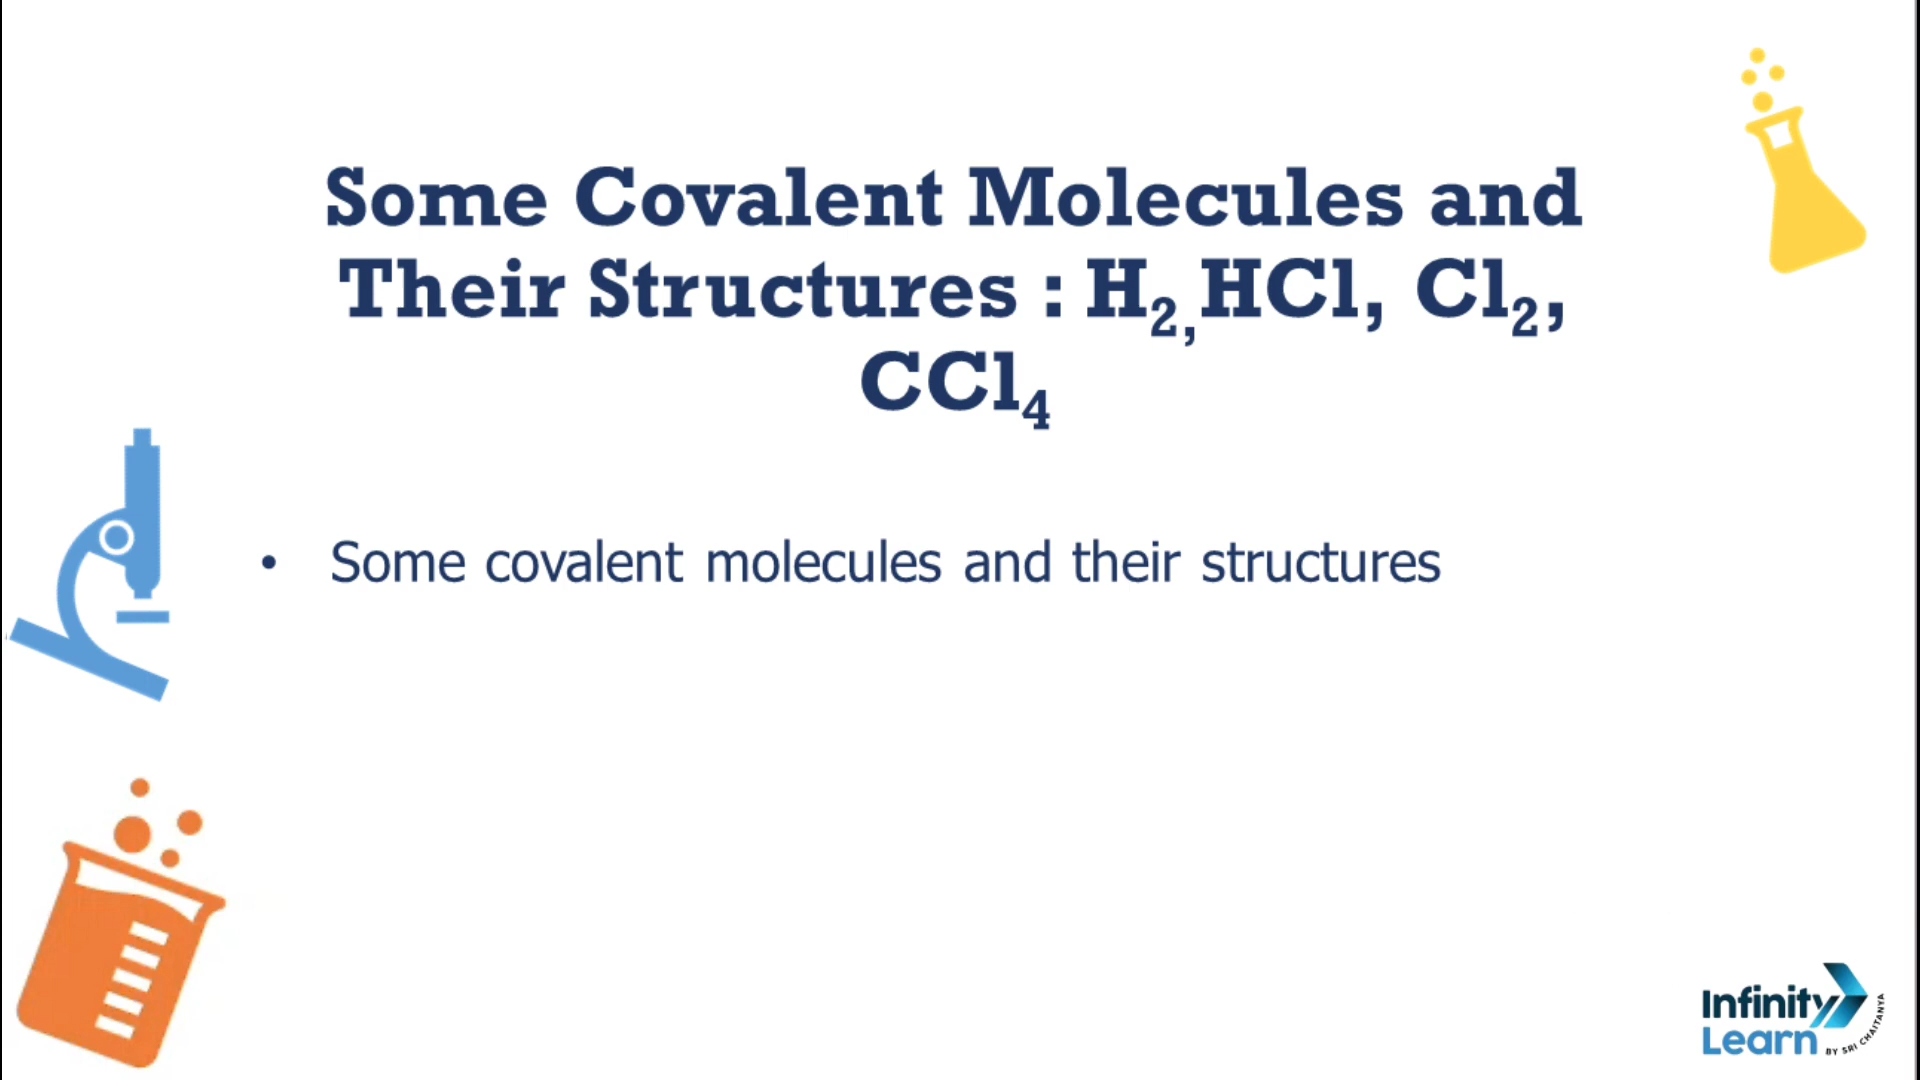 Some Covalent Molecules and
Their Structures : H₂,HCl, Cl₂,
CCl₄
• Some covalent molecules and their structures
Infinity
Learn
BY SRI CHAITANYA